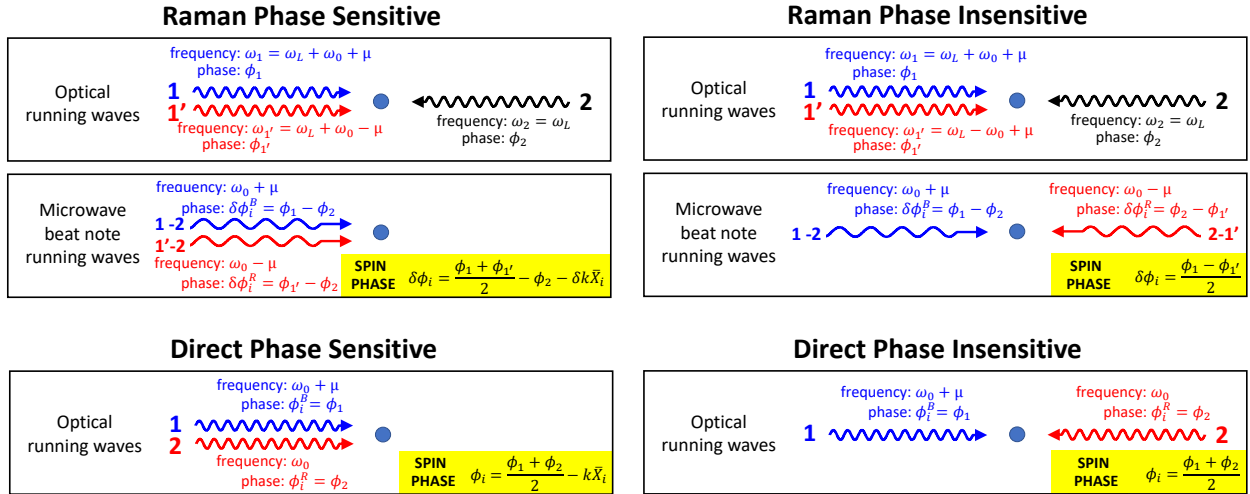 Raman Phase Sensitive
frequency: ω₁ = ω_L + ω₀ + μ
phase: ϕ₁
Optical
running waves
1
1’
2
frequency: ω₁′ = ω_L + ω₀ − μ
phase: ϕ₁′
frequency: ω₂ = ω_L
phase: ϕ₂
frequency: ω₀ + μ
phase: δϕᵢᴮ = ϕ₁ − ϕ₂
Microwave
beat note
running waves
1 -2
1’-2
frequency: ω₀ − μ
phase: δϕᵢᴿ = ϕ₁′ − ϕ₂
SPIN
PHASE
δϕᵢ = (ϕ₁ + ϕ₁′)/2 − ϕ₂ − δkX̄ᵢ
Raman Phase Insensitive
frequency: ω₁ = ω_L + ω₀ + μ
phase: ϕ₁
Optical
running waves
1
1’
2
frequency: ω₁′ = ω_L − ω₀ + μ
phase: ϕ₁′
frequency: ω₂ = ω_L
phase: ϕ₂
Microwave
beat note
running waves
frequency: ω₀ + μ
phase: δϕᵢᴮ = ϕ₁ − ϕ₂
1 -2
frequency: ω₀ − μ
phase: δϕᵢᴿ = ϕ₂ − ϕ₁′
2-1’
SPIN
PHASE
δϕᵢ = (ϕ₁ − ϕ₁′)/2
Direct Phase Sensitive
frequency: ω₀ + μ
phase: ϕᵢᴮ = ϕ₁
Optical
running waves
1
2
frequency: ω₀
phase: ϕᵢᴿ = ϕ₂
SPIN
PHASE
ϕᵢ = (ϕ₁ + ϕ₂)/2 − kX̄ᵢ
Direct Phase Insensitive
Optical
running waves
frequency: ω₀ + μ
phase: ϕᵢᴮ = ϕ₁
1
frequency: ω₀
phase: ϕᵢᴿ = ϕ₂
2
SPIN
PHASE
ϕᵢ = (ϕ₁ + ϕ₂)/2